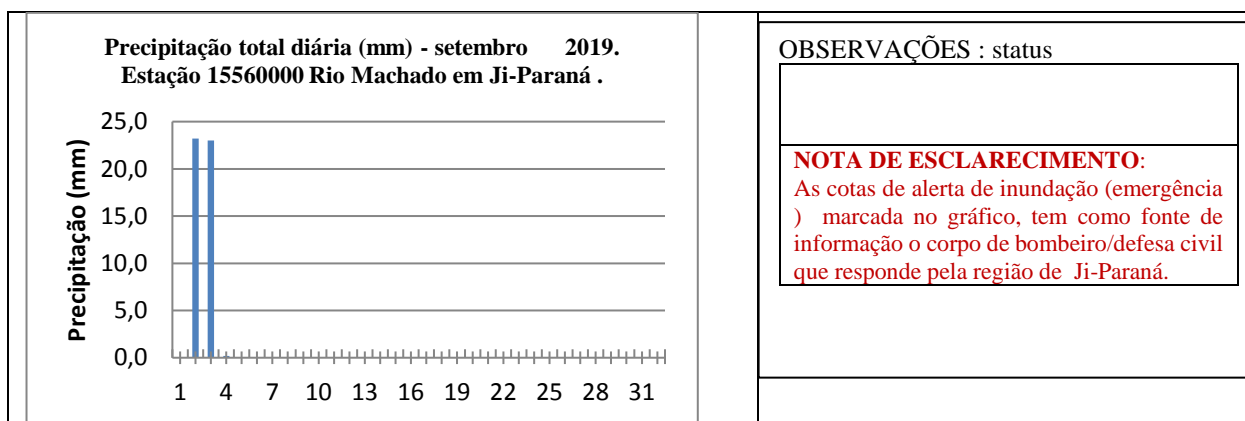 Precipitação total diária (mm) - setembro 2019.
Estação 15560000 Rio Machado em Ji-Paraná .
Precipitação (mm)
25,0
20,0
15,0
10,0
5,0
0,0
1 4 7 10 13 16 19 22 25 28 31
OBSERVAÇÕES : status
NOTA DE ESCLARECIMENTO:
As cotas de alerta de inundação (emergência
) marcada no gráfico, tem como fonte de
informação o corpo de bombeiro/defesa civil
que responde pela região de Ji-Paraná.